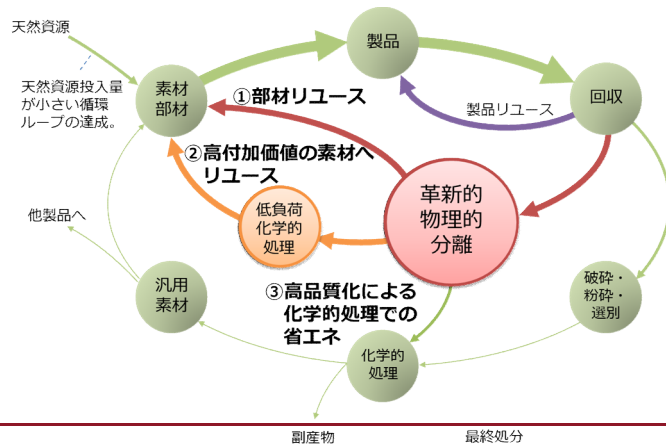 天然資源
天然資源投入量
が小さい循環
ループの達成。
素材
部材
製品
回収
①部材リユース
製品リユース
②高付加価値の素材へ
リユース
革新的
物理的
分離
低負荷
化学的
処理
他製品へ
汎用
素材
③高品質化による
化学的処理での
省エネ
破砕・
粉砕・
選別
化学的
処理
副産物
最終処分